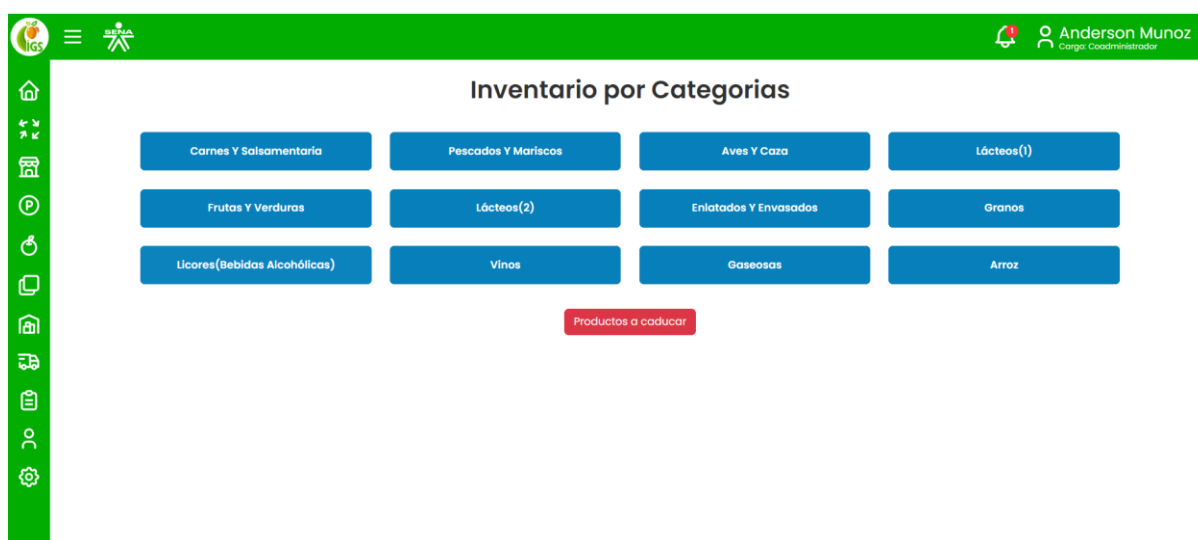 IGS
SENA
1
Anderson Munoz
Cargo: Coadministrador
Inventario por Categorias
Carnes Y Salsamentaria
Pescados Y Mariscos
Aves Y Caza
Lácteos(1)
Frutas Y Verduras
Lácteos(2)
Enlatados Y Envasados
Granos
Licores(Bebidas Alcohólicas)
Vinos
Gaseosas
Arroz
Productos a caducar
P